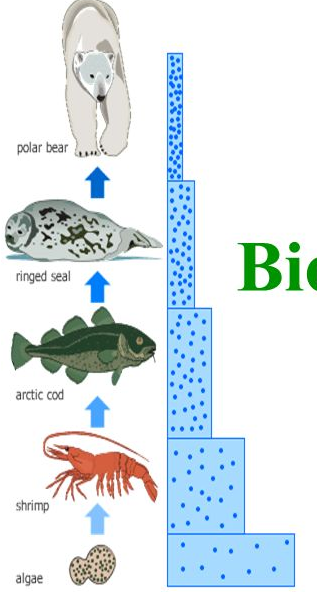 polar bear
ringed seal
Bio
arctic cod
shrimp
algae